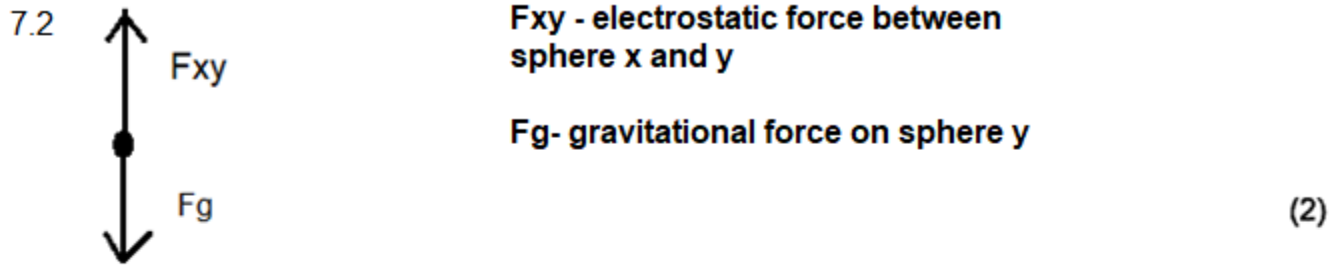 7.2
Fxy
Fxy - electrostatic force between
sphere x and y
Fg- gravitational force on sphere y
Fg
(2)